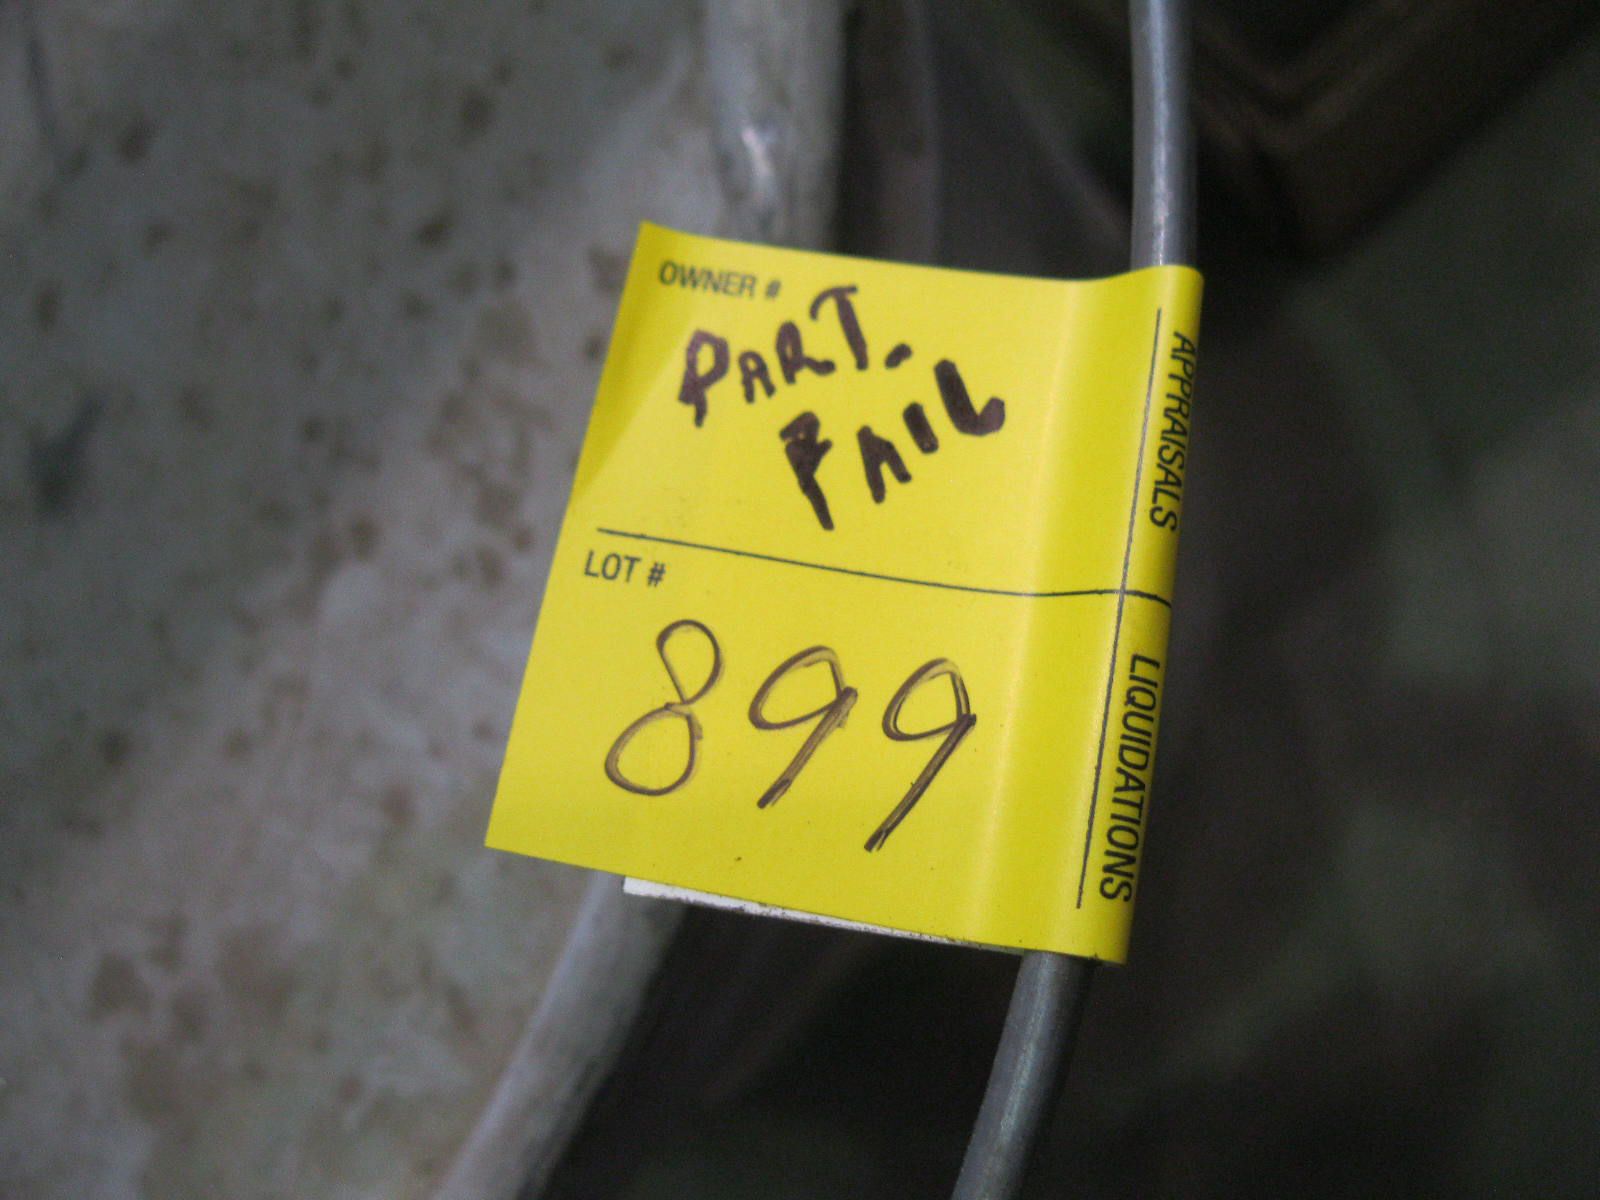 OWNER #
PART.
FAIL
LOT #
899
APPRAISALS
LIQUIDATIONS